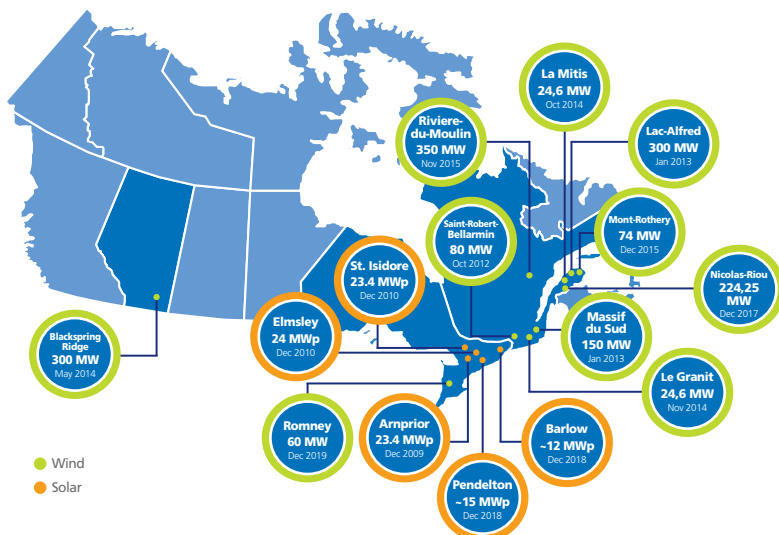 La Mitis
24,6 MW
Oct 2014
Riviere-
du-Moulin
350 MW
Nov 2015
Lac-Alfred
300 MW
Jan 2013
Saint-Robert-
Bellarmin
80 MW
Oct 2012
Mont-Rothery
74 MW
Dec 2015
St. Isidore
23.4 MWp
Dec 2010
Nicolas-Riou
224,25
MW
Dec 2017
Elmsley
24 MWp
Dec 2010
Massif
du Sud
150 MW
Jan 2013
Blackspring
Ridge
300 MW
May 2014
Le Granit
24,6 MW
Nov 2014
Romney
60 MW
Dec 2019
Arnprior
23.4 MWp
Dec 2009
Barlow
~12 MWp
Dec 2018
Pendelton
~15 MWp
Dec 2018
Wind
Solar